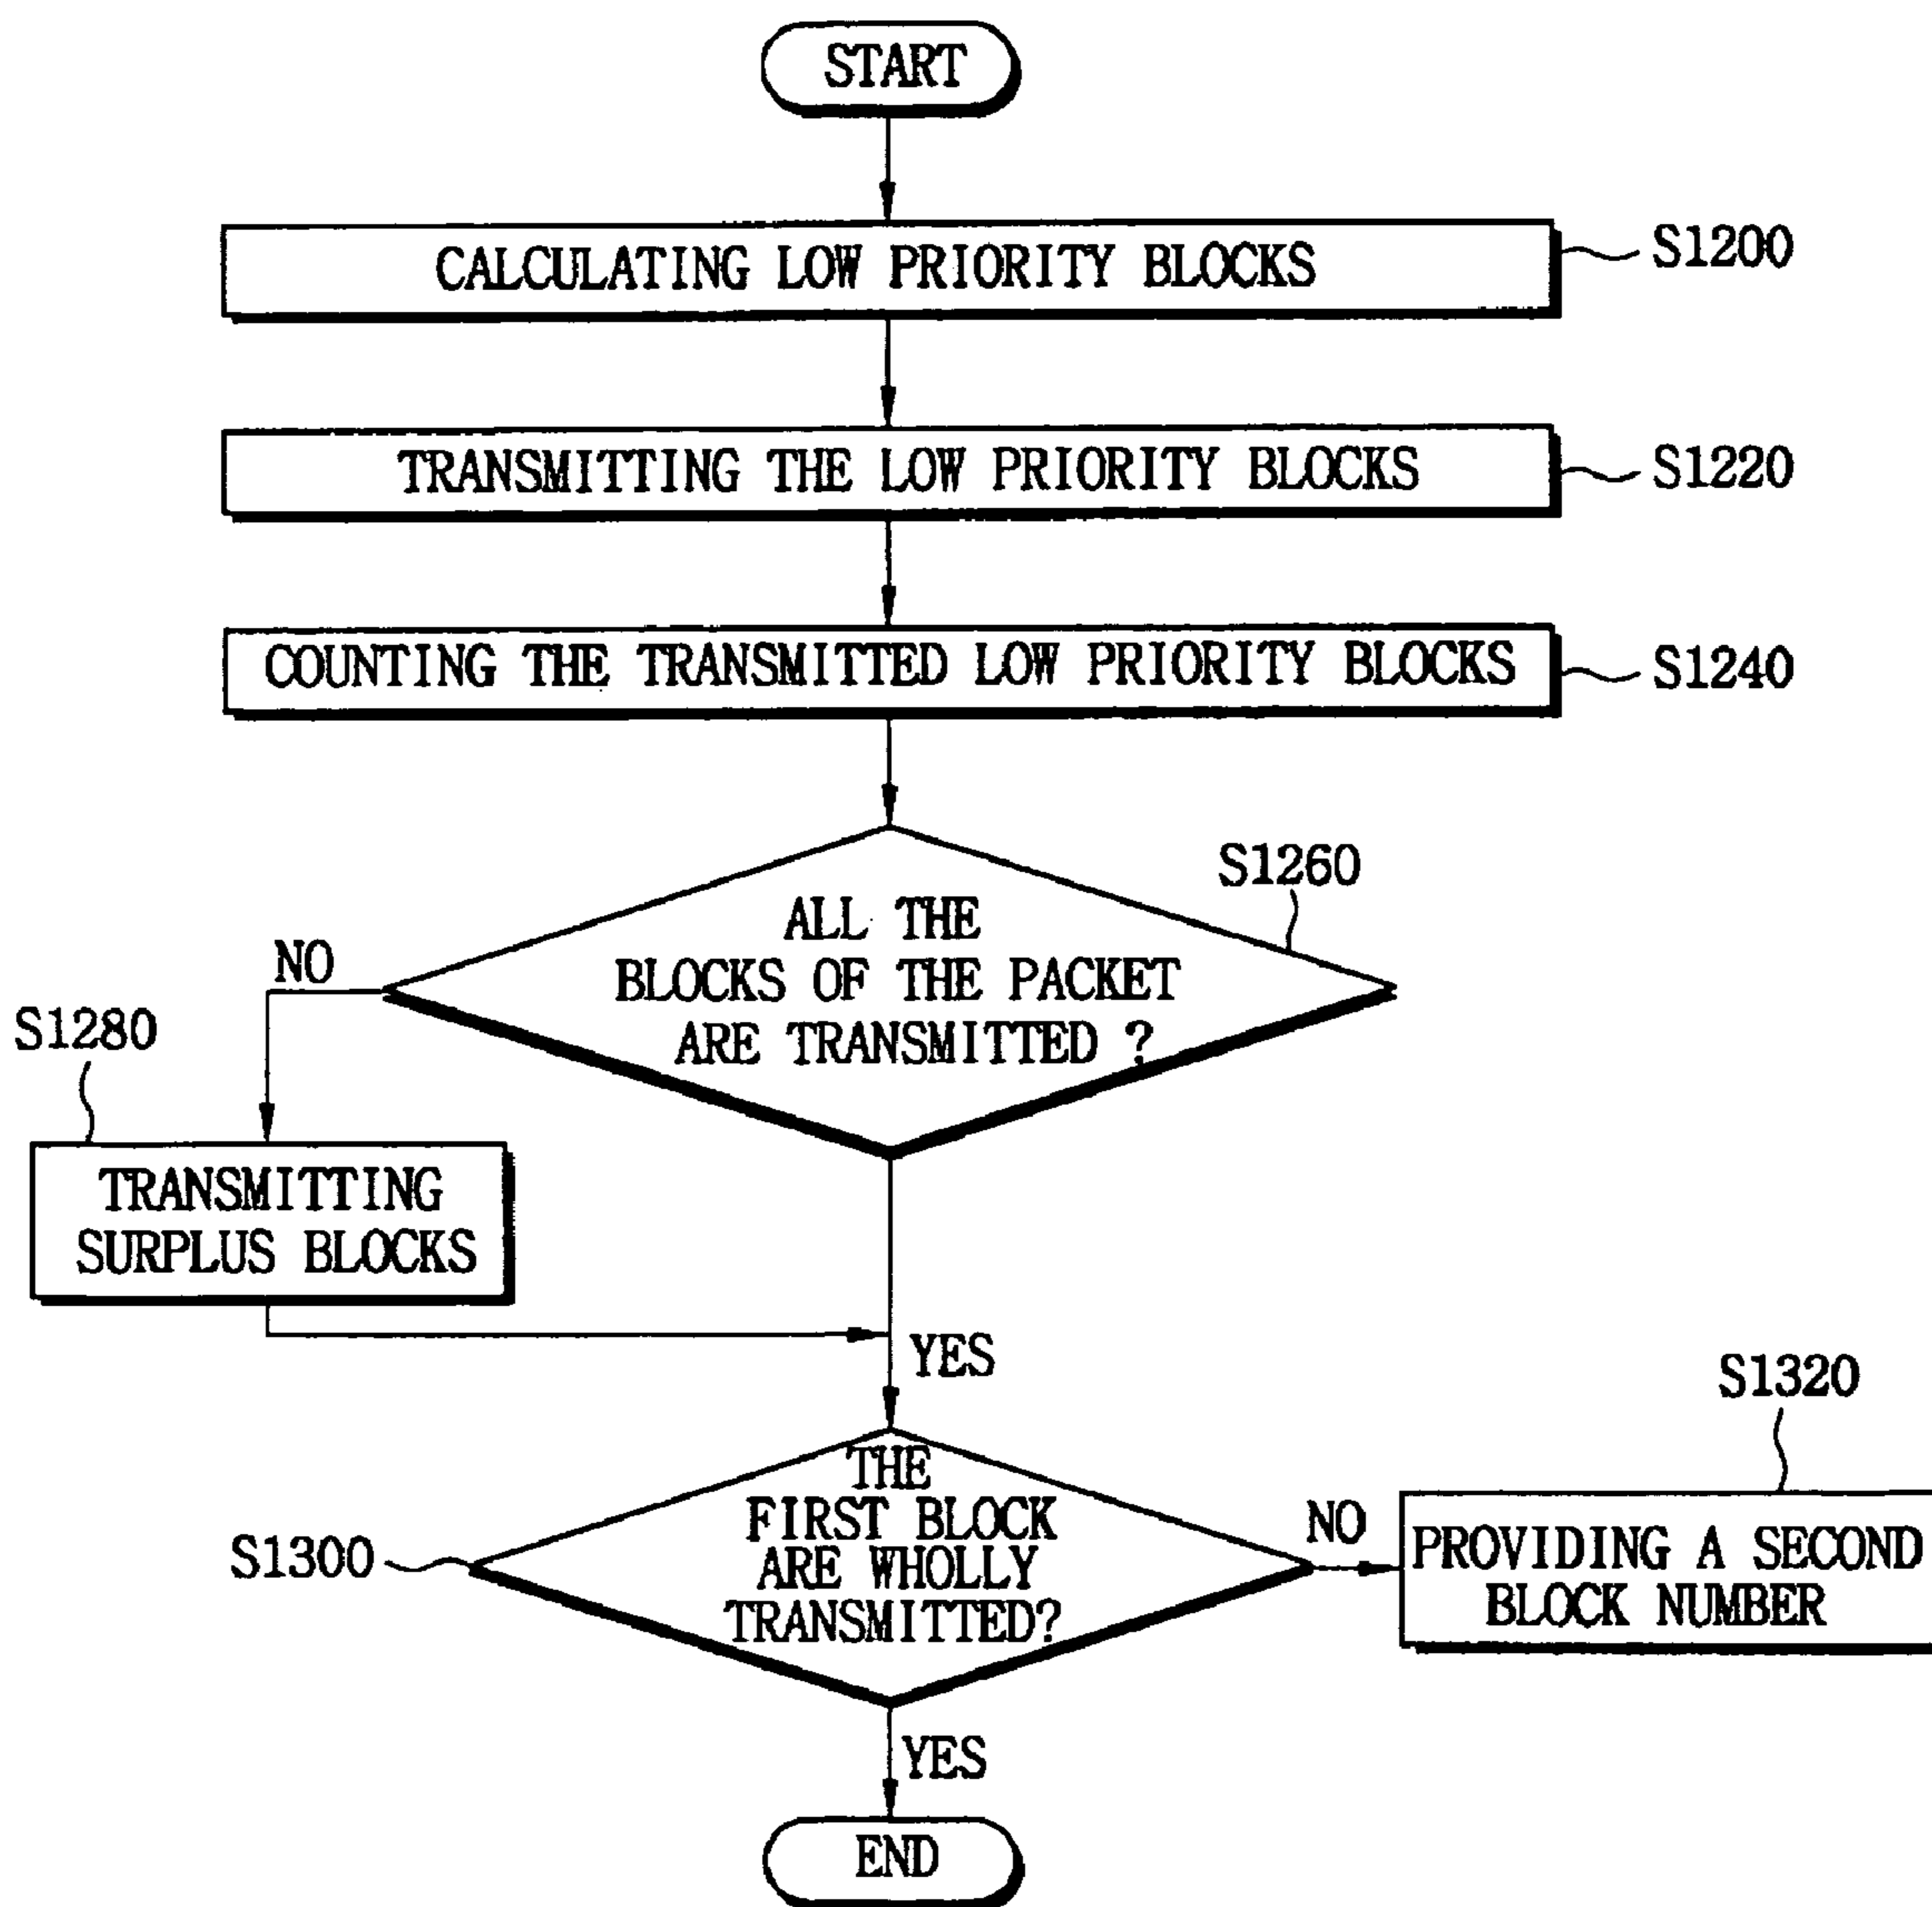 START
CALCULATING LOW PRIORITY BLOCKS
S1200
TRANSMITTING THE LOW PRIORITY BLOCKS
S1220
COUNTING THE TRANSMITTED LOW PRIORITY BLOCKS
S1240
S1260
ALL THE
BLOCKS OF THE PACKET
ARE TRANSMITTED ?
NO
S1280
TRANSMITTING
SURPLUS BLOCKS
YES
S1320
THE
FIRST BLOCK
ARE WHOLLY
TRANSMITTED?
S1300
NO
PROVIDING A SECOND
BLOCK NUMBER
YES
END